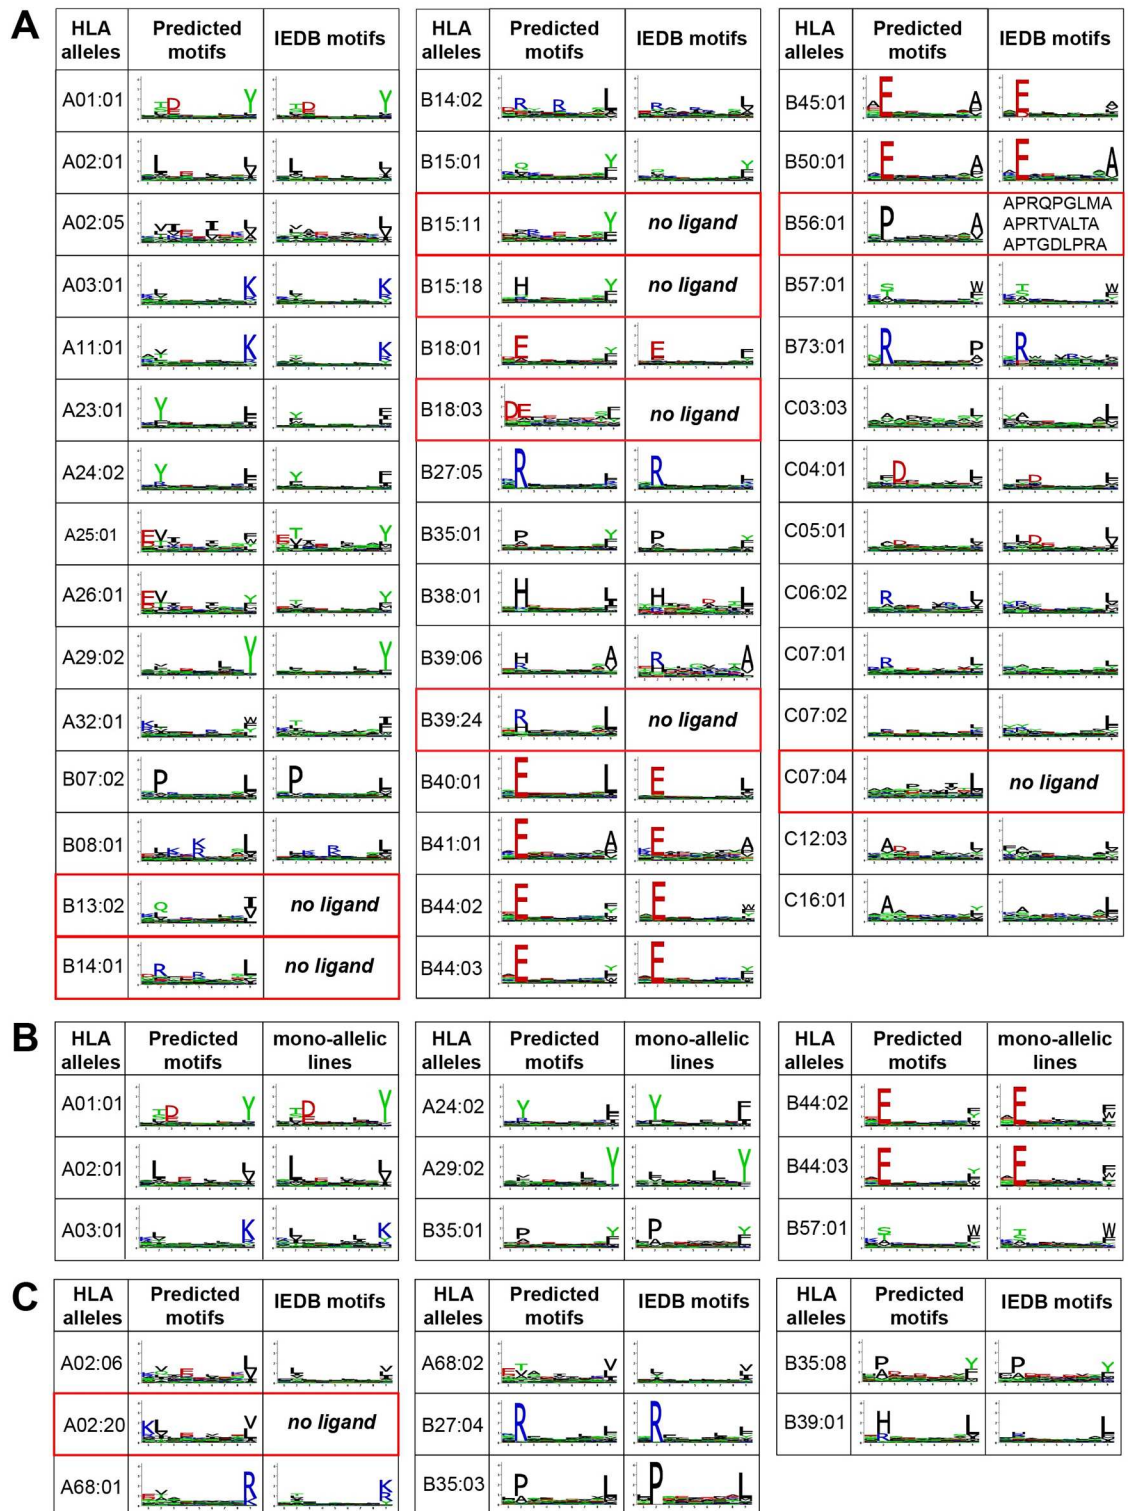 A
HLA alleles Predicted motifs IEDB motifs
A01:01
A02:01
A02:05
A03:01
A11:01
A23:01
A24:02
A25:01
A26:01
A29:02
A32:01
B07:02
B08:01
B13:02 no ligand
B14:01 no ligand
HLA alleles Predicted motifs IEDB motifs
B14:02
B15:01
B15:11 no ligand
B15:18 no ligand
B18:01
B18:03 no ligand
B27:05
B35:01
B38:01
B39:06
B39:24 no ligand
B40:01
B41:01
B44:02
B44:03
HLA alleles Predicted motifs IEDB motifs
B45:01
B50:01
B56:01 APRQPGLMA
APRTVALTA
APTGDLPRA
B57:01
B73:01
C03:03
C04:01
C05:01
C06:02
C07:01
C07:02
C07:04 no ligand
C12:03
C16:01
B
HLA alleles Predicted motifs mono-allelic lines
A01:01
A02:01
A03:01
HLA alleles Predicted motifs mono-allelic lines
A24:02
A29:02
B35:01
HLA alleles Predicted motifs mono-allelic lines
B44:02
B44:03
B57:01
C
HLA alleles Predicted motifs IEDB motifs
A02:06
A02:20 no ligand
A68:01
HLA alleles Predicted motifs IEDB motifs
A68:02
B27:04
B35:03
HLA alleles Predicted motifs IEDB motifs
B35:08
B39:01